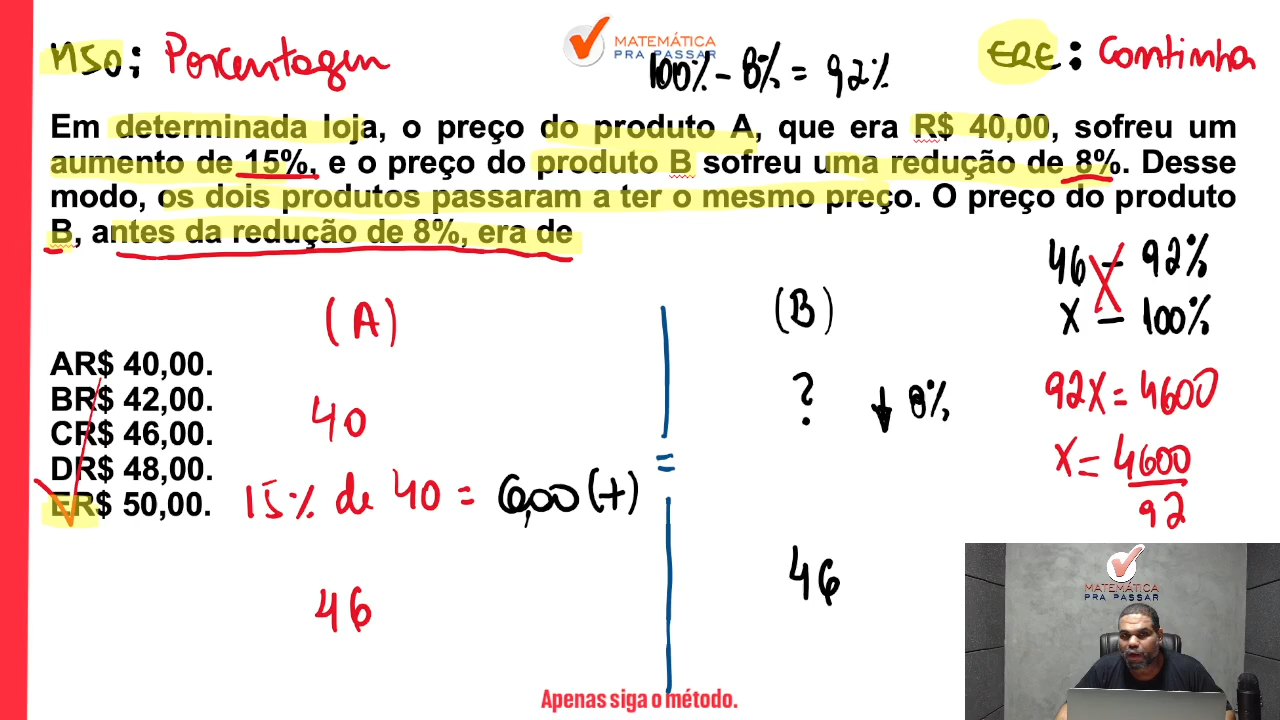 MSO: Porcentagem
MATEMÁTICA
PRA PASSAR
100% - 8% = 92%
ERE: Continha
Em determinada loja, o preço do produto A, que era R$ 40,00, sofreu um
aumento de 15%, e o preço do produto B sofreu uma redução de 8%. Desse
modo, os dois produtos passaram a ter o mesmo preço. O preço do produto
B, antes da redução de 8%, era de
(A)
(B)
46 - 92%
x - 100%
AR$ 40,00.
BR$ 42,00.
CR$ 46,00.
DR$ 48,00.
ER$ 50,00.
40
15% de 40 = 6,00 (+)
46
=
?
↓ 8%
46
92x = 4600
x = 4600
92
MATEMÁTICA
PRA PASSAR
Apenas siga o método.